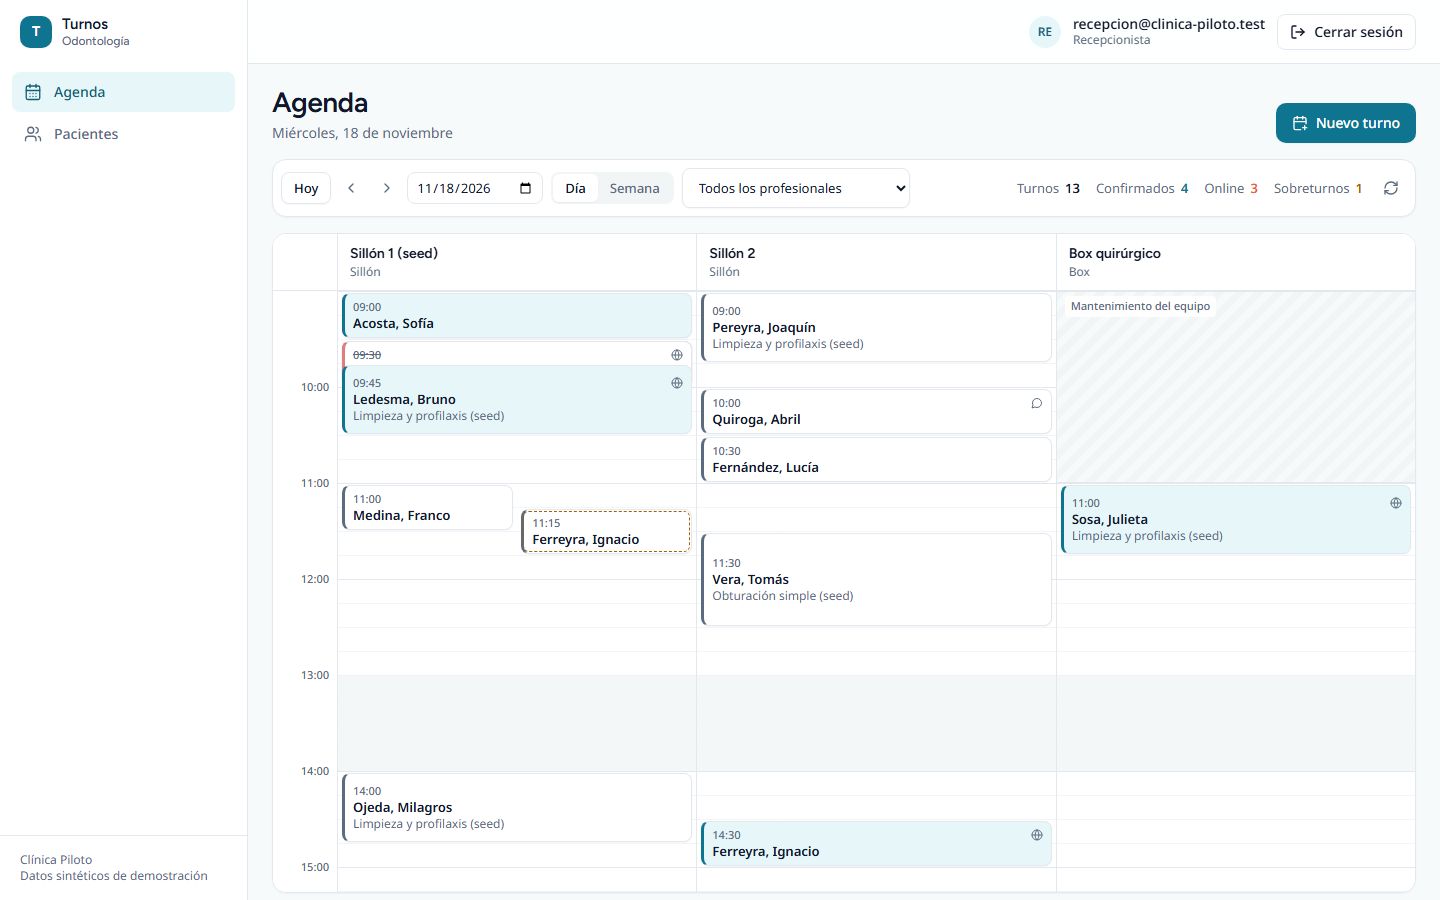 T
Turnos
Odontología
RE
recepcion@clinica-piloto.test
Recepcionista
Cerrar sesión
Agenda
Pacientes
Agenda
Miércoles, 18 de noviembre
Nuevo turno
Hoy
11/18/2026
Día
Semana
Todos los profesionales
Turnos 13
Confirmados 4
Online 3
Sobreturnos 1
Sillón 1 (seed)
Sillón
Sillón 2
Sillón
Box quirúrgico
Box
09:00
Acosta, Sofía
09:30
09:45
Ledesma, Bruno
Limpieza y profilaxis (seed)
11:00
Medina, Franco
11:15
Ferreyra, Ignacio
14:00
Ojeda, Milagros
Limpieza y profilaxis (seed)
09:00
Pereyra, Joaquín
Limpieza y profilaxis (seed)
10:00
Quiroga, Abril
10:30
Fernández, Lucía
11:30
Vera, Tomás
Obturación simple (seed)
14:30
Ferreyra, Ignacio
Mantenimiento del equipo
11:00
Sosa, Julieta
Limpieza y profilaxis (seed)
10:00
11:00
12:00
13:00
14:00
15:00
Clínica Piloto
Datos sintéticos de demostración